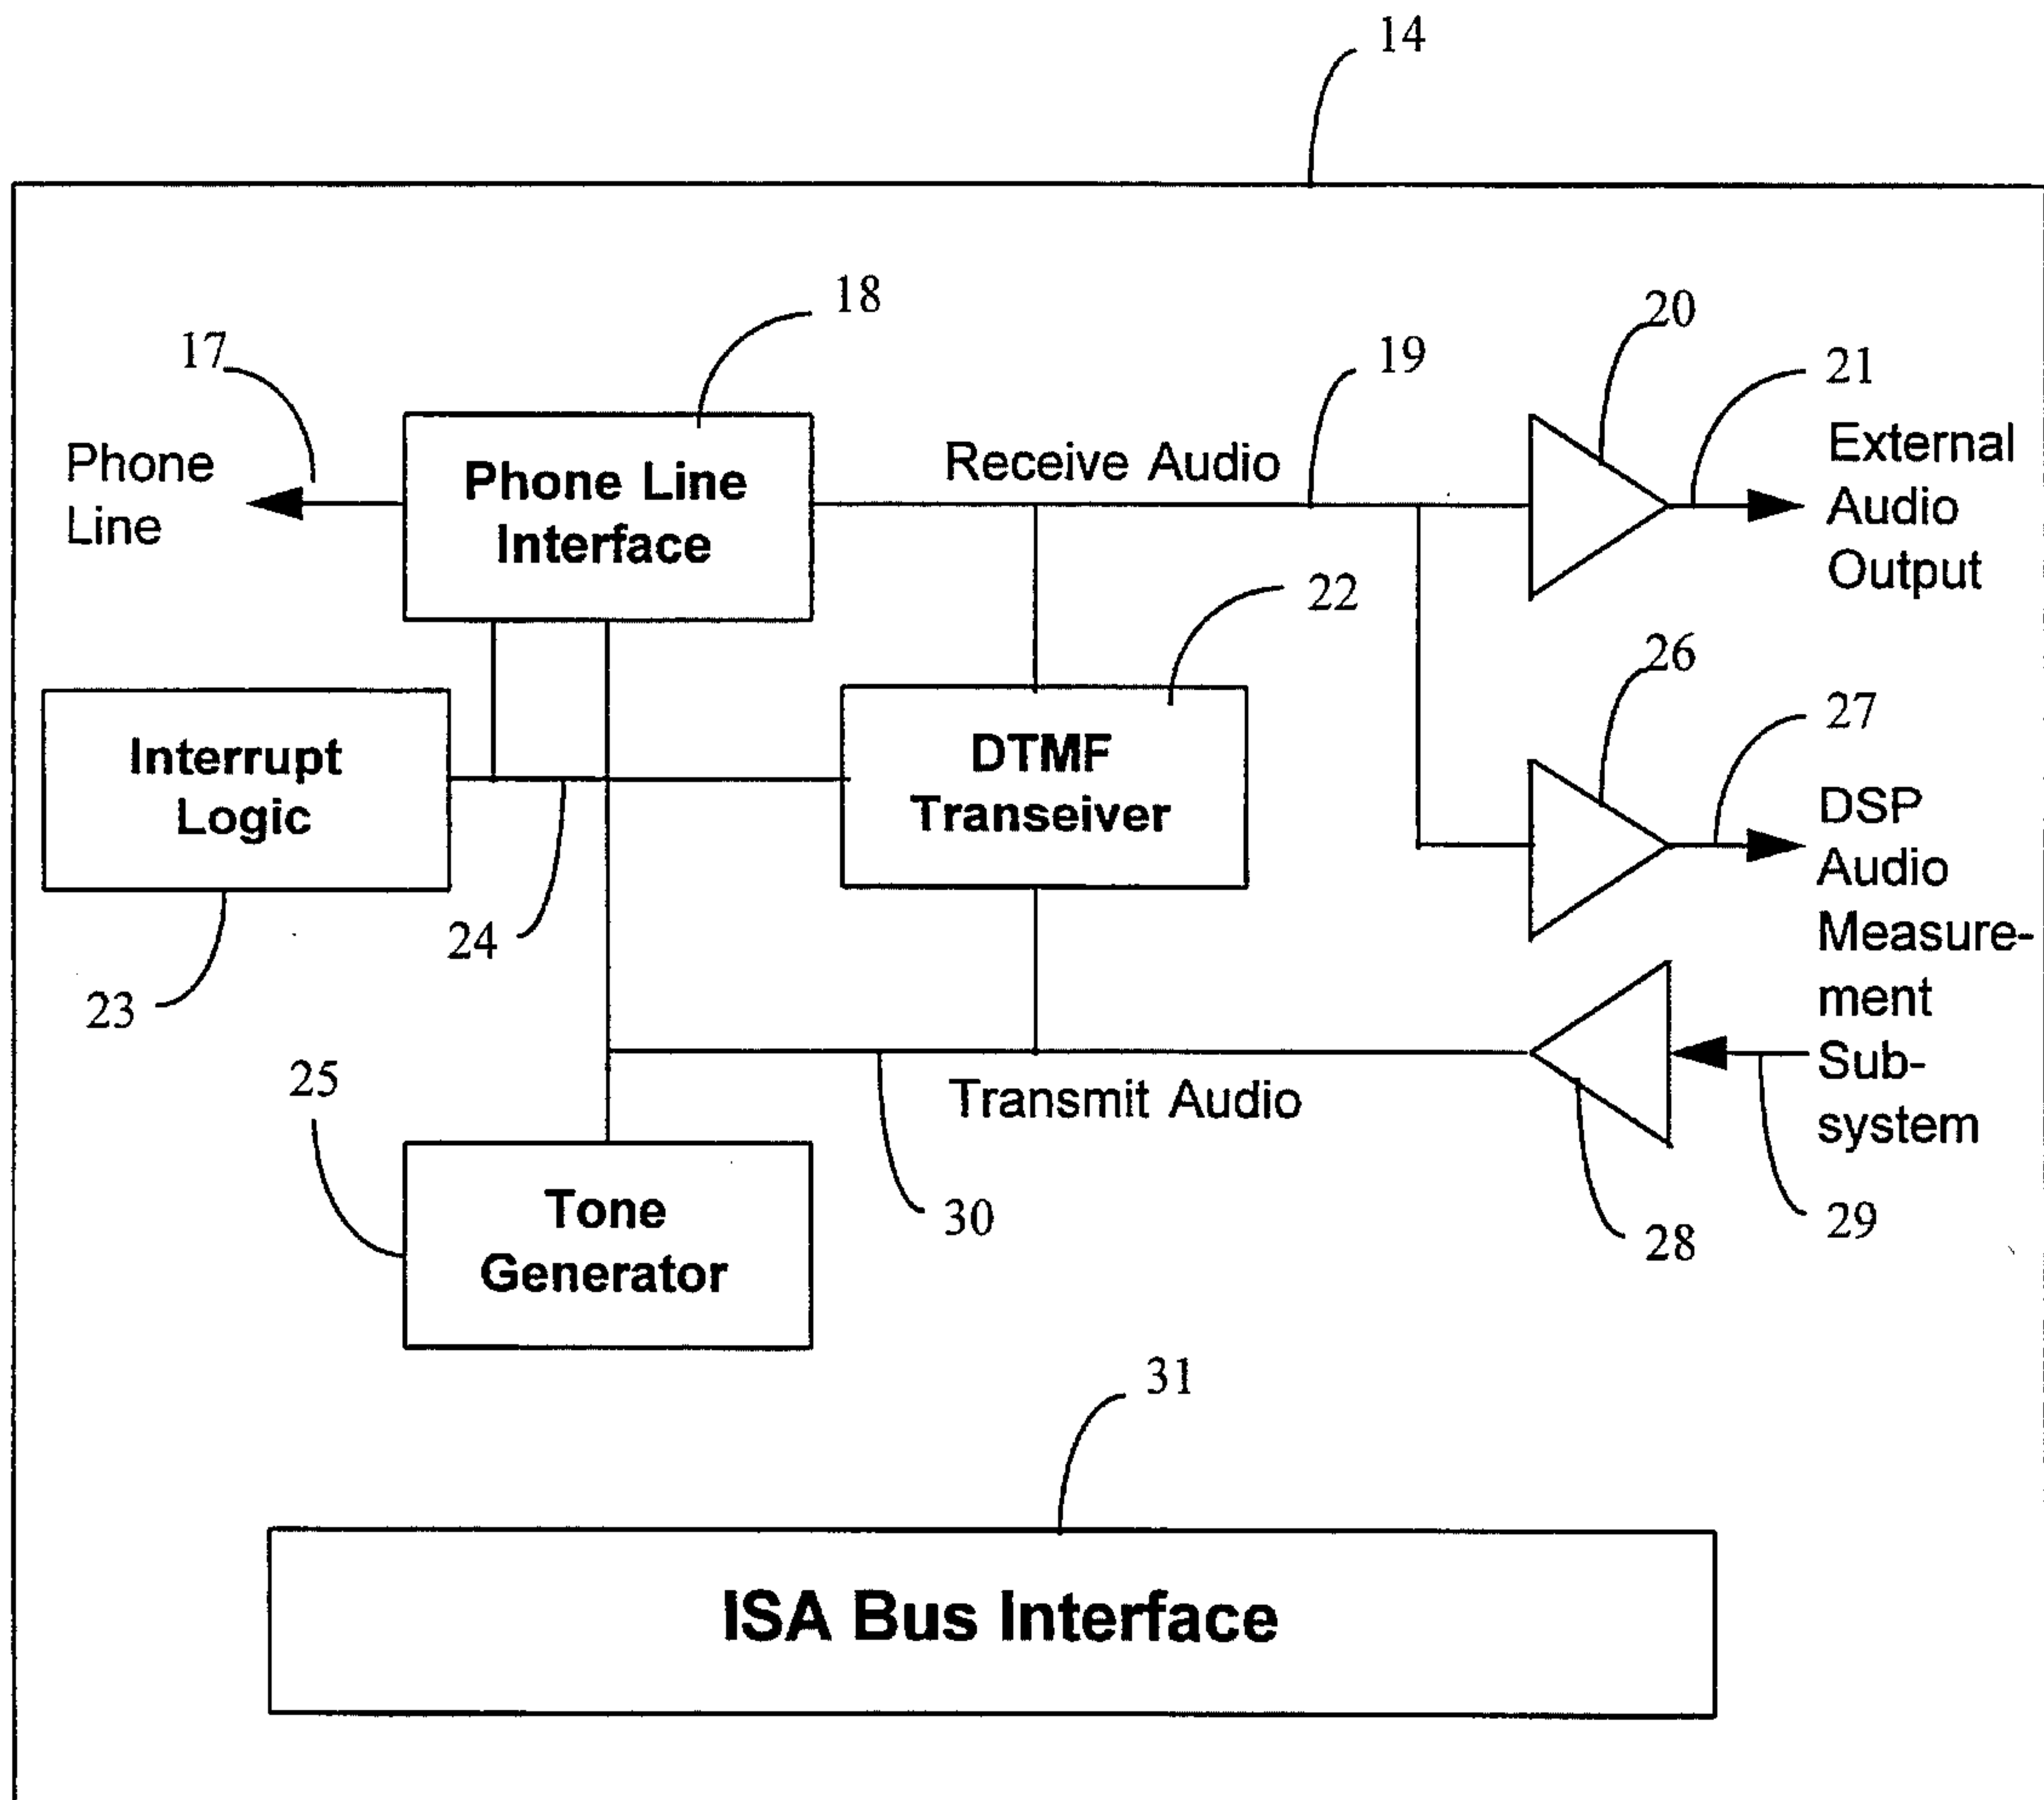 14
18
20
17
19
21
Phone
Line
Phone Line
Interface
Receive Audio
External
Audio
Output
22
26
27
Interrupt
Logic
DTMF
Transeiver
DSP
Audio
Measure-
ment
Sub-
system
24
23
25
Transmit Audio
30
28
29
Tone
Generator
31
ISA Bus Interface